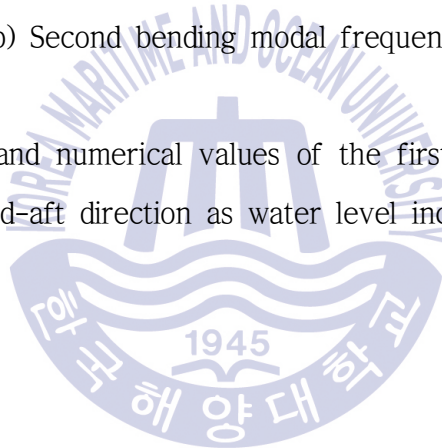 b) Second bending modal frequen
and numerical values of the first
d-aft direction as water level inc
KOREA MARITIME AND OCEAN UNIVERSITY
1945
한국해양대학교